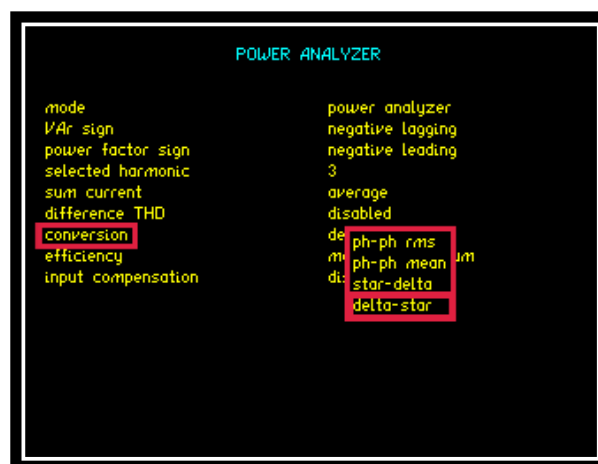 POWER ANALYZER
mode power analyzer
VAr sign negative lagging
power factor sign negative leading
selected harmonic 3
sum current average
difference THD disabled
conversion
ph-ph rms
efficiency
ph-ph mean
input compensation
star-delta
delta-star